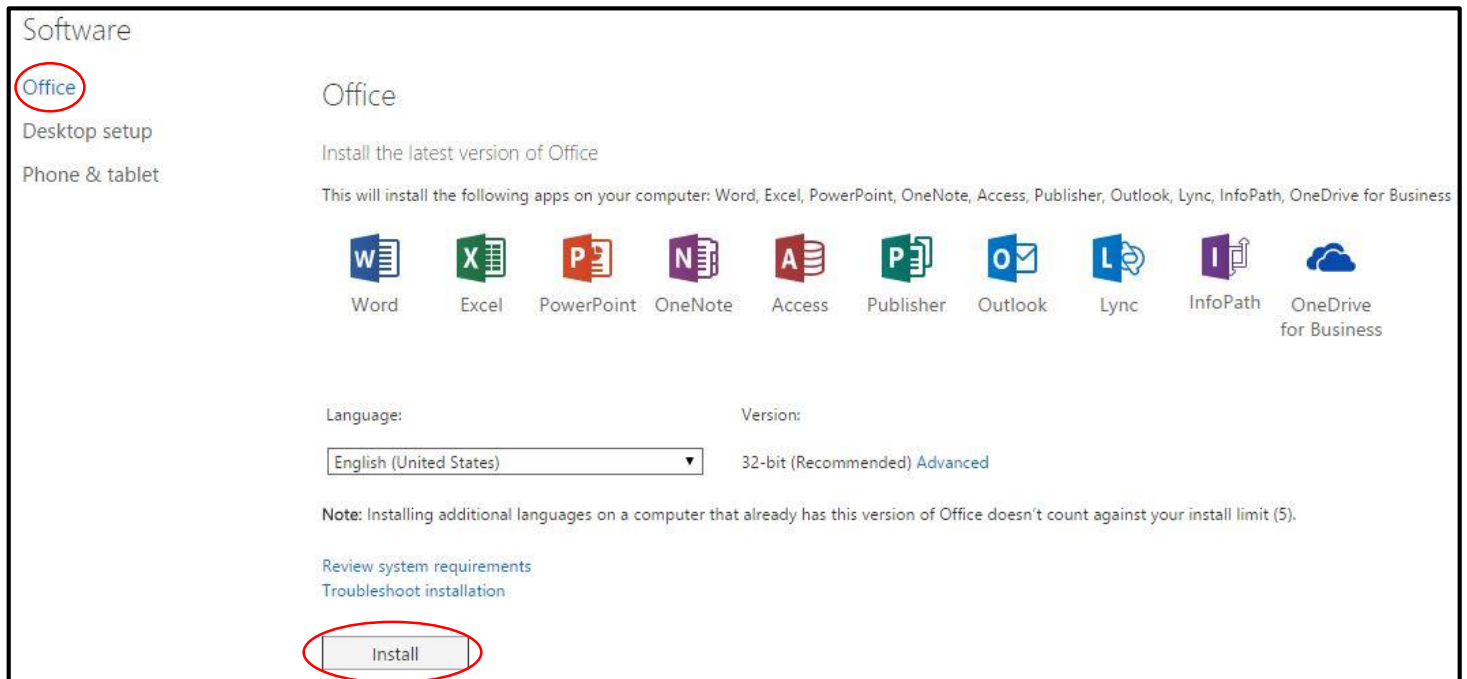 Software
Office
Desktop setup
Phone & tablet
Office
Install the latest version of Office
This will install the following apps on your computer: Word, Excel, PowerPoint, OneNote, Access, Publisher, Outlook, Lync, InfoPath, OneDrive for Business
W X P N A P O L I
Word Excel PowerPoint OneNote Access Publisher Outlook Lync InfoPath OneDrive
for Business
Language: Version:
English (United States) 32-bit (Recommended) Advanced
Note: Installing additional languages on a computer that already has this version of Office doesn't count against your install limit (5).
Review system requirements
Troubleshoot installation
Install